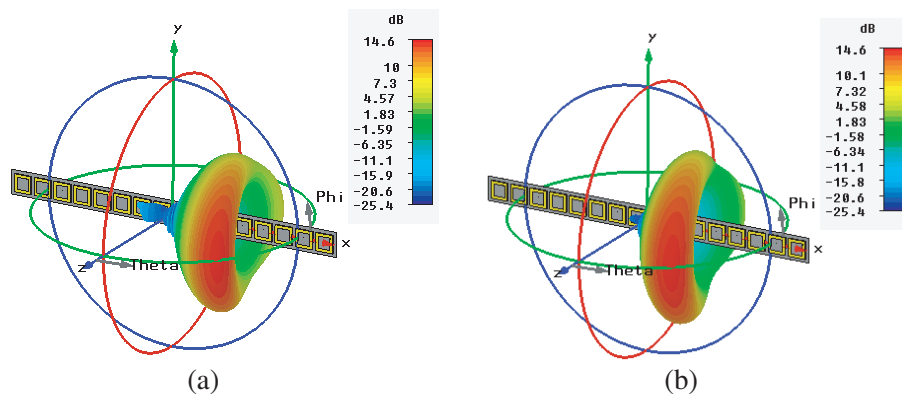 dB
14.6
10
7.3
4.57
1.83
-1.59
-6.35
-11.1
-15.9
-20.6
-25.4
y
Phi
x
z
Theta
(a)
dB
14.6
10.1
7.32
4.58
1.83
-1.58
-6.34
-11.1
-15.8
-20.6
-25.4
y
Phi
x
z
Theta
(b)